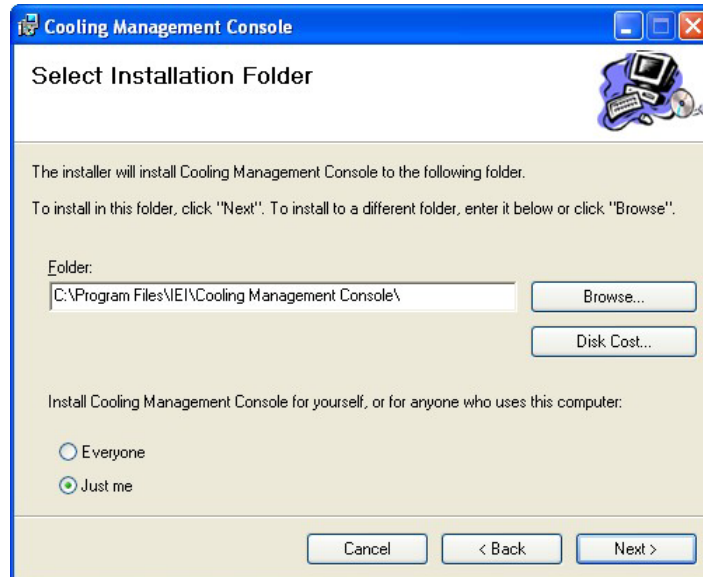 Cooling Management Console
Select Installation Folder
The installer will install Cooling Management Console to the following folder.
To install in this folder, click "Next". To install to a different folder, enter it below or click "Browse".
Folder:
C:\Program Files\IEI\Cooling Management Console\
Browse...
Disk Cost...
Install Cooling Management Console for yourself, or for anyone who uses this computer:
Everyone
Just me
Cancel
< Back
Next >